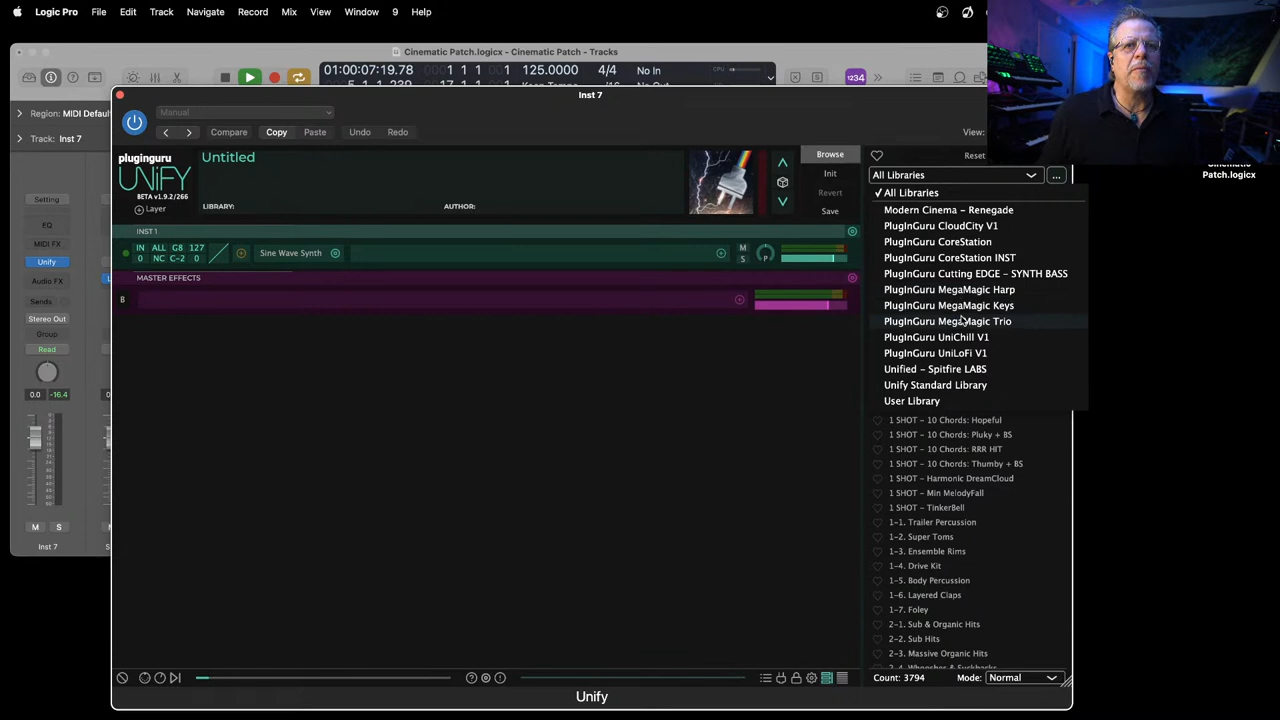 Logic Pro File Edit Track Navigate Record Mix View Window 9 Help
Cinematic Patch.logicx - Cinematic Patch - Tracks
01:00:07:19.78 001 1 1 001 125.0000 4/4 No In CPU
1234
Region: MIDI Defau
Track: Inst 7
Inst 7
Manual
Compare Copy Paste Undo Redo
View:
pluginguru
UNiFY
BETA v1.9.2/266
Layer
Untitled
LIBRARY: AUTHOR:
Browse
Init
Revert
Save
Reset
All Libraries
...
✓ All Libraries
Modern Cinema - Renegade
PlugInGuru CloudCity V1
PlugInGuru CoreStation
PlugInGuru CoreStation INST
PlugInGuru Cutting EDGE - SYNTH BASS
PlugInGuru MegaMagic Harp
PlugInGuru MegaMagic Keys
PlugInGuru MegaMagic Trio
PlugInGuru UniChill V1
PlugInGuru UniLoFi V1
Unified - Spitfire LABS
Unify Standard Library
User Library
Cinematic
Patch.logicx
INST 1
IN ALL G8 127
0 NC C-2 0
Sine Wave Synth
M
S
P
MASTER EFFECTS
B
Setting
EQ
MIDI FX
Unify
Audio FX
Sends
Stereo Out
Group
Read
0.0 -16.4
M S
Inst 7
1 SHOT - 10 Chords: Hopeful
1 SHOT - 10 Chords: Pluky + BS
1 SHOT - 10 Chords: RRR HIT
1 SHOT - 10 Chords: Thumby + BS
1 SHOT - Harmonic DreamCloud
1 SHOT - Min MelodyFall
1 SHOT - TinkerBell
1-1. Trailer Percussion
1-2. Super Toms
1-3. Ensemble Rims
1-4. Drive Kit
1-5. Body Percussion
1-6. Layered Claps
1-7. Foley
2-1. Sub & Organic Hits
2-2. Sub Hits
2-3. Massive Organic Hits
2-4. Whooshes & Suckbacks
Count: 3794 Mode: Normal
Unify